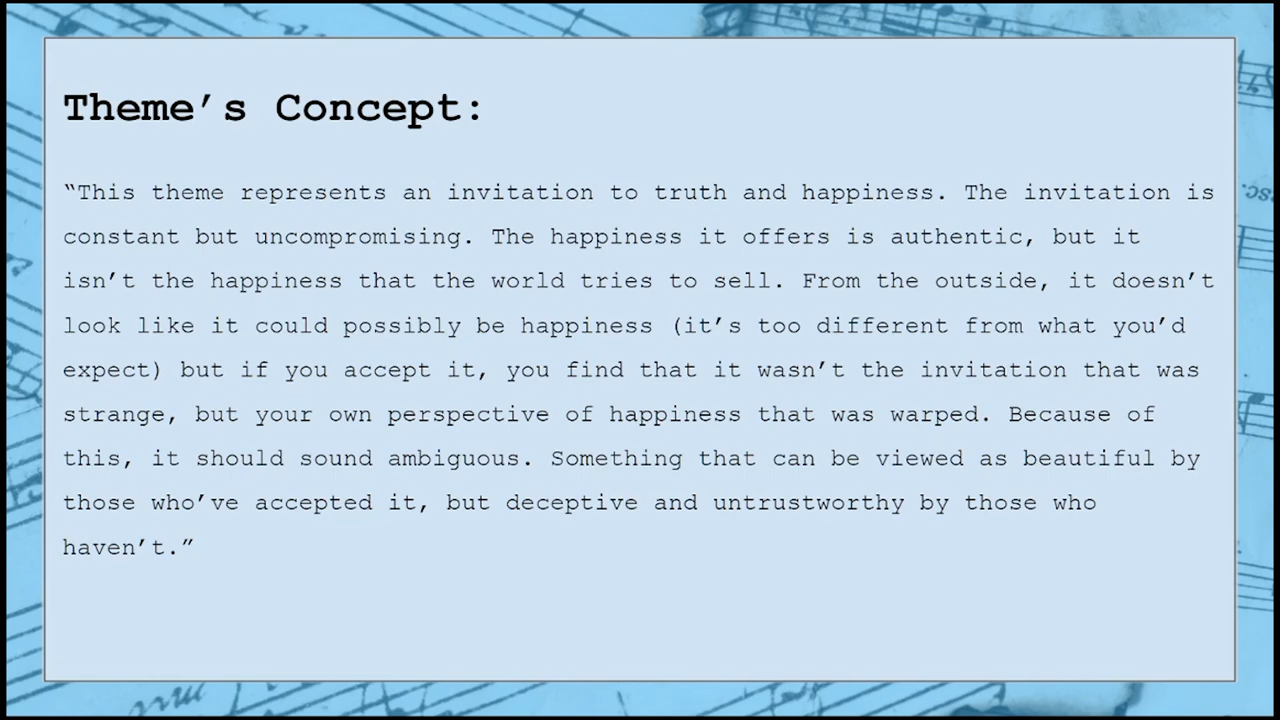 Theme's Concept:
“This theme represents an invitation to truth and happiness. The invitation is
constant but uncompromising. The happiness it offers is authentic, but it
isn't the happiness that the world tries to sell. From the outside, it doesn't
look like it could possibly be happiness (it's too different from what you'd
expect) but if you accept it, you find that it wasn't the invitation that was
strange, but your own perspective of happiness that was warped. Because of
this, it should sound ambiguous. Something that can be viewed as beautiful by
those who've accepted it, but deceptive and untrustworthy by those who
haven't.”